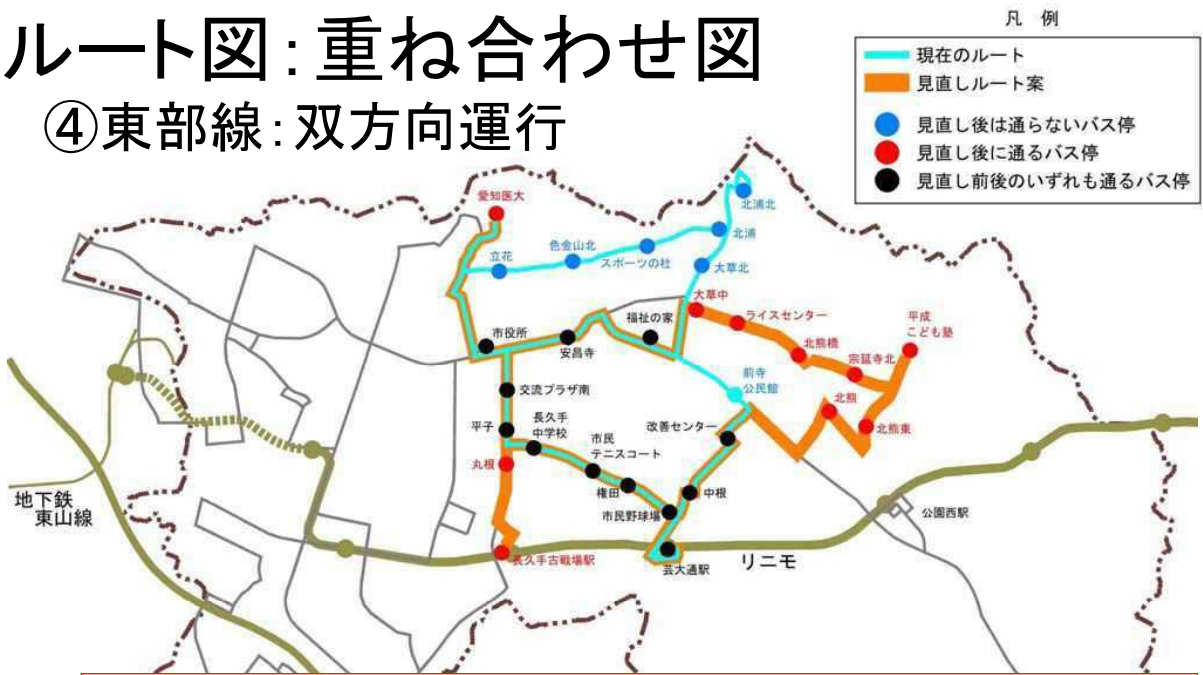 ルート図：重ね合わせ図
④東部線：双方向運行
凡 例
現在のルート
見直しルート案
見直し後は通らないバス停
見直し後に通るバス停
見直し前後のいずれも通るバス停
愛知医大
北浦北
北浦
色金山北
スポーツの杜
立花
大草北
大草中
ライスセンター
平成
こども塾
福祉の家
市役所
安昌寺
北熊橋
宗延寺北
前寺
公民館
交流プラザ南
北熊
北熊東
長久手
中学校
平子
改善センター
市民
テニスコート
丸根
権田
中根
市民野球場
地下鉄
東山線
公園西駅
長久手古戦場駅
芸大通駅
リニモ